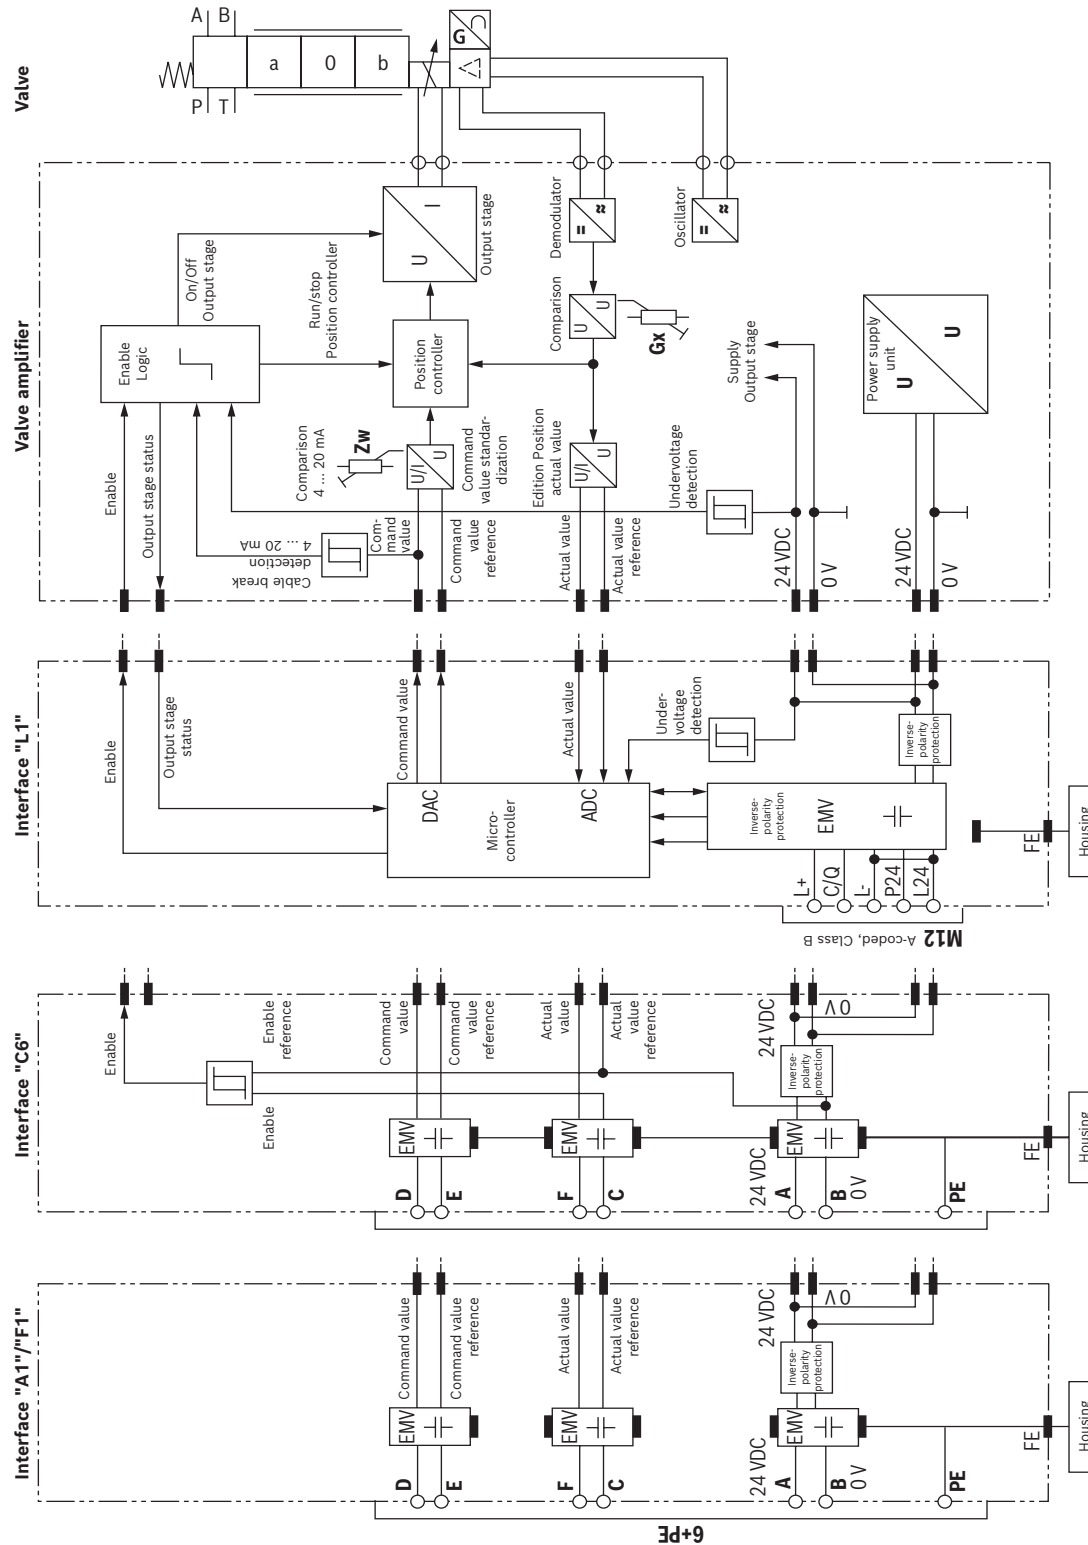 Valve
A
B
P
T
a
0
b
G
Valve amplifier
Enable
Output stage status
Enable
Logic
On/Off
Output stage
Run/stop
Position controller
U
I
Output stage
Position
controller
Comparison
4 ... 20 mA
Zw
U/I
U
Command
value standar-
dization
Cable break
detection
4 ... 20 mA
Com-
mand
value
Command value
reference
Demodulator
=
≈
Comparison
U
U
Gx
Edition Position
actual value
U/I
U
Actual value
Actual value
reference
Oscillator
=
≈
Undervoltage
detection
Supply
Output stage
24 VDC
0 V
Power supply
unit
U
U
24 VDC
0 V
Interface "L1"
Enable
Output stage
status
Command value
DAC
Micro-
controller
ADC
Actual value
Under-
voltage
detection
Inverse-
polarity
protection
Inverse-
polarity
protection
EMV
L+
C/Q
L-
P24
L24
M12 A-coded, Class B
FE
Housing
Interface "C6"
Enable
Enable
reference
Enable
Command
value
Command
value
reference
EMV
D
E
Actual
value
Actual
value
reference
EMV
F
C
24 VDC
0 V
Inverse-
polarity
protection
EMV
24 VDC
A
B
0 V
PE
FE
Housing
Interface "A1"/"F1"
Command value
Command value
reference
EMV
D
E
Actual value
Actual value
reference
EMV
F
C
24 VDC
0 V
Inverse-
polarity
protection
EMV
24 VDC
A
B
0 V
PE
FE
Housing
6+PE